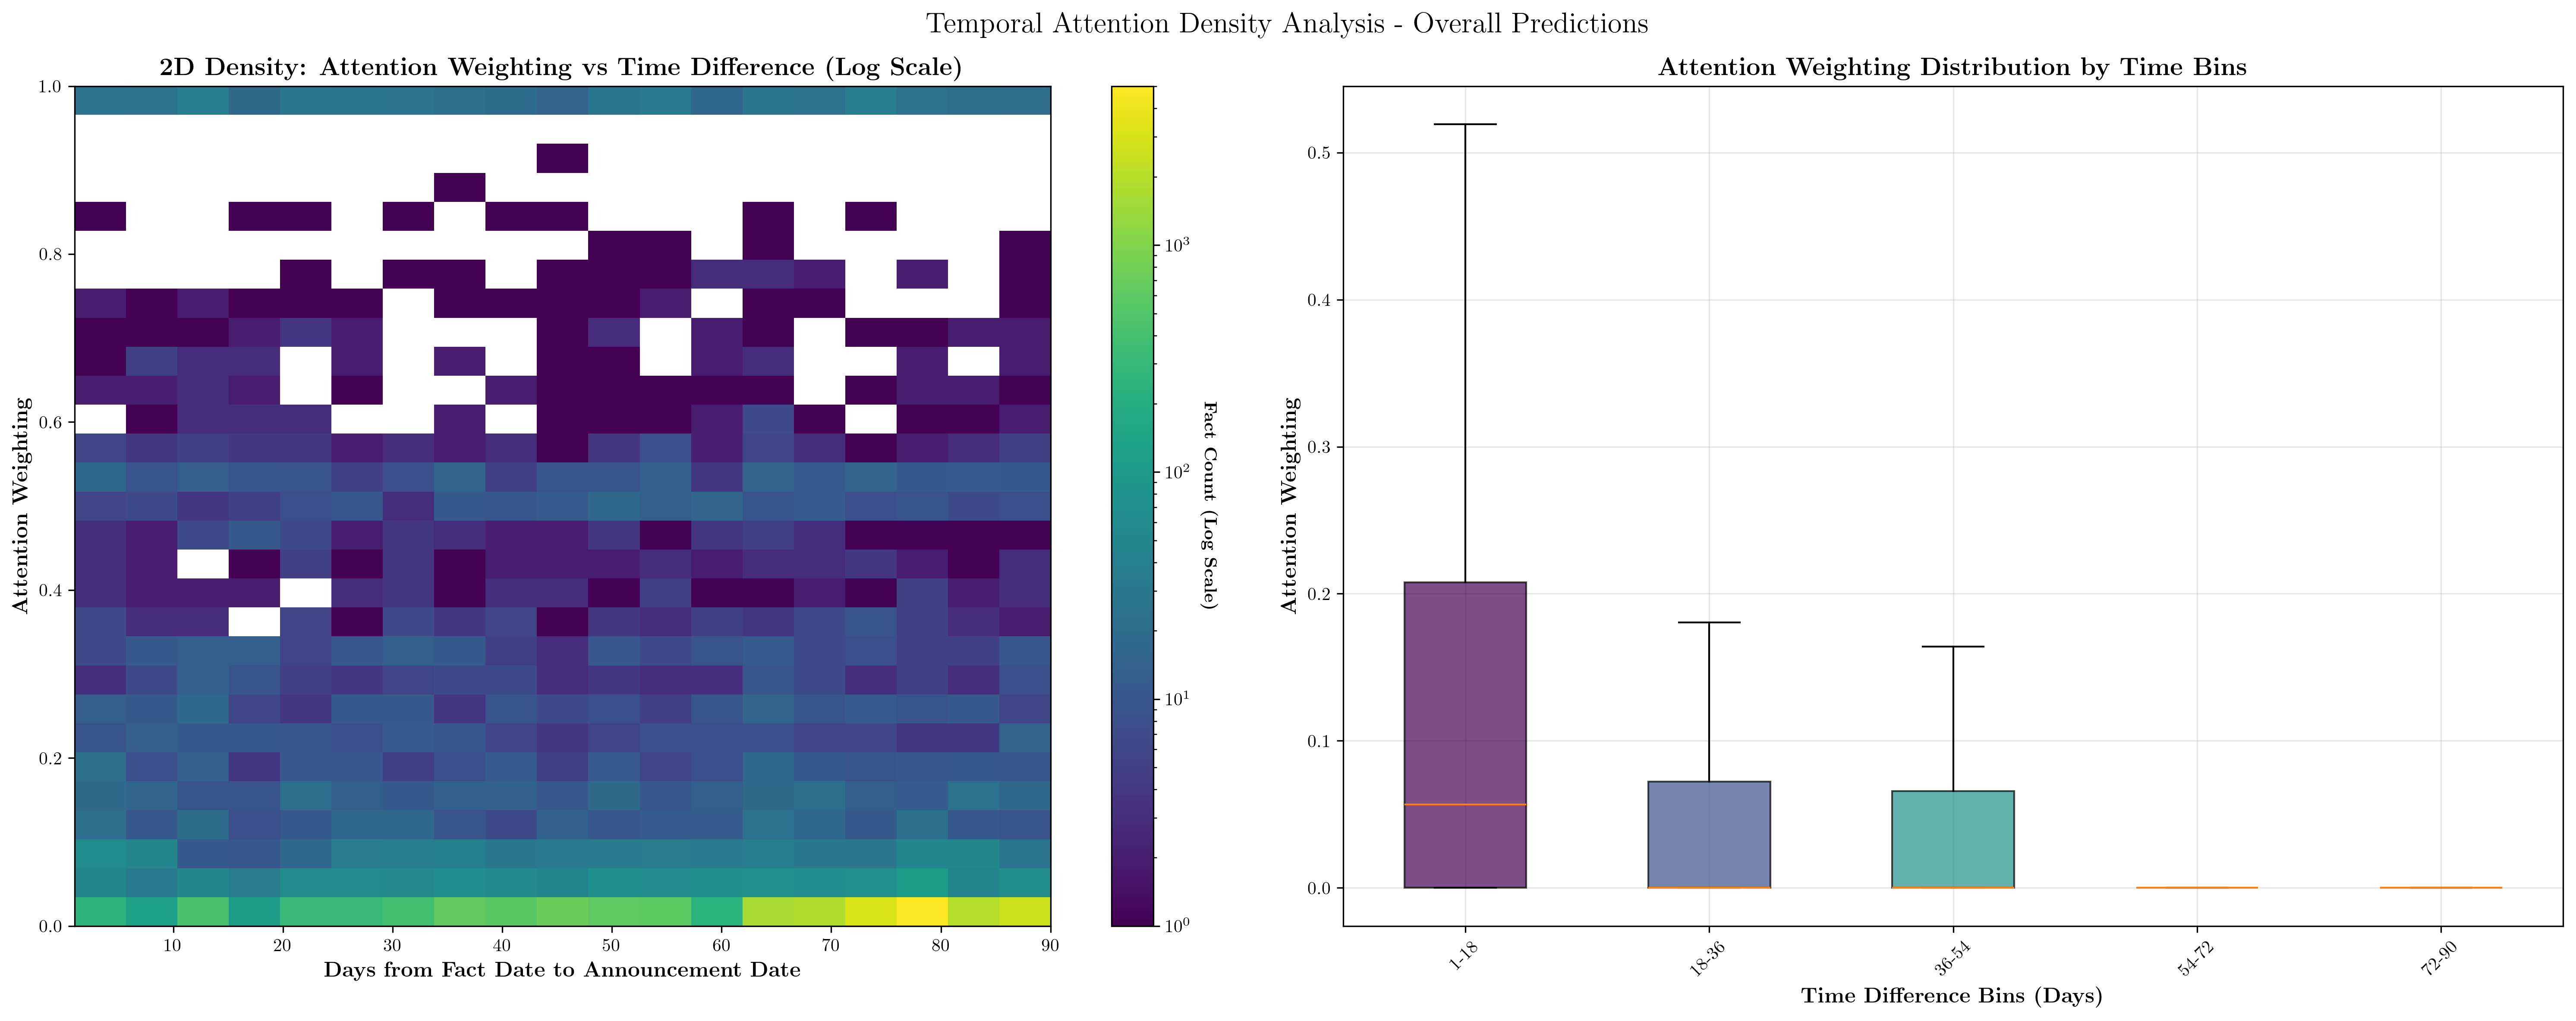 Temporal Attention Density Analysis - Overall Predictions
2D Density: Attention Weighting vs Time Difference (Log Scale)
Attention Weighting
1.0
0.8
0.6
0.4
0.2
0.0
10 20 30 40 50 60 70 80 90
Days from Fact Date to Announcement Date
10³
10²
10¹
10⁰
Fact Count (Log Scale)
Attention Weighting Distribution by Time Bins
Attention Weighting
0.5
0.4
0.3
0.2
0.1
0.0
1-18 18-36 36-54 54-72 72-90
Time Difference Bins (Days)